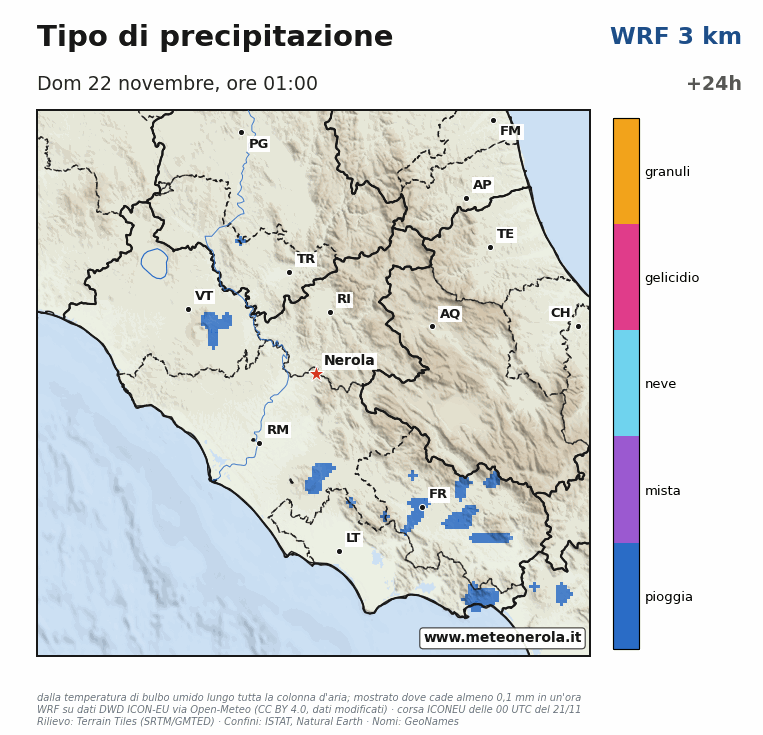 Tipo di precipitazione
WRF 3 km
Dom 22 novembre, ore 01:00
+24h
FM
PG
AP
TE
TR
VT
RI
AQ
CH
Nerola
RM
FR
LT
www.meteonerola.it
granuli
gelicidio
neve
mista
pioggia
dalla temperatura di bulbo umido lungo tutta la colonna d'aria; mostrato dove cade almeno 0,1 mm in un'ora
WRF su dati DWD ICON-EU via Open-Meteo (CC BY 4.0, dati modificati) · corsa ICONEU delle 00 UTC del 21/11
Rilievo: Terrain Tiles (SRTM/GMTED) · Confini: ISTAT, Natural Earth · Nomi: GeoNames